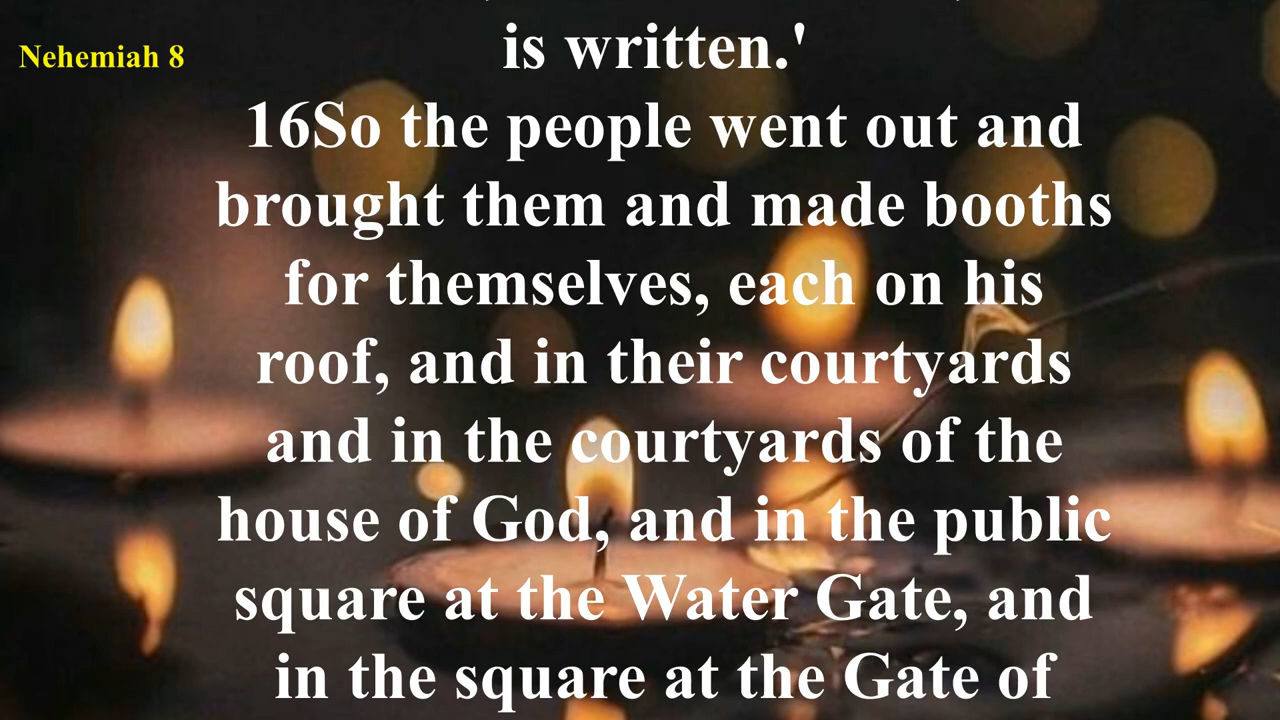 Nehemiah 8
is written.'
16So the people went out and
brought them and made booths
for themselves, each on his
roof, and in their courtyards
and in the courtyards of the
house of God, and in the public
square at the Water Gate, and
in the square at the Gate of